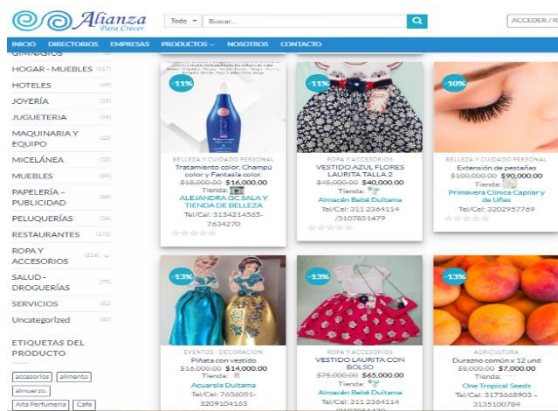 Alianza
Para Crecer
Todo
Buscar...
ACCEDER / R
INICIO DIRECTORIOS EMPRESAS PRODUCTOS NOSOTROS CONTACTO
GIMNASIOS
HOGAR - MUEBLES
HOTELES
JOYERÍA
JUGUETERIA
MAQUINARIA Y
EQUIPO
MICELÁNEA
MUEBLES
PAPELERÍA –
PUBLICIDAD
PELUQUERÍAS
RESTAURANTES
ROPA Y
ACCESORIOS
SALUD -
DROGUERÍAS
SERVICIOS
Uncategorized
ETIQUETAS DEL
PRODUCTO
accesorios
alimento
almuerzo
Alta Perfumeria
Cafe
-11%
BELLEZA Y CUIDADO PERSONAL
Tratamiento color, Champú
color y Fantasía color
$18,000.00 $16,000.00
Tienda:
ALEJANDRA GC SALA Y
TIENDA DE BELLEZA
Tel/Cel: 3134214565-
7634270
-11%
ROPA Y ACCESORIOS
VESTIDO AZUL FLORES
LAURITA TALLA 2
$45,000.00 $40,000.00
Tienda:
Almacén Bebé Duitama
Tel/Cel: 311 2364114
/3107851479
-10%
BELLEZA Y CUIDADO PERSONAL
Extensión de pestañas
$100,000.00 $90,000.00
Tienda:
Primavera Clínica Capilar y
de Uñas
Tel/Cel: 3202957769
-13%
EVENTOS - DECORACION
Piñata con vestido
$16,000.00 $14,000.00
Tienda:
Acuarela Duitama
Tel/Cel: 7636051-
3209104163
-13%
ROPA Y ACCESORIOS
VESTIDO LAURITA CON
BOLSO
$75,000.00 $65,000.00
Tienda:
Almacén Bebé Duitama
Tel/Cel: 311 2364114
-13%
AGRICULTURA
Durazno común x 12 und
$8,000.00 $7,000.00
Tienda:
One Tropical Seeds
Tel/Cel: 3173668903 –
3135100784